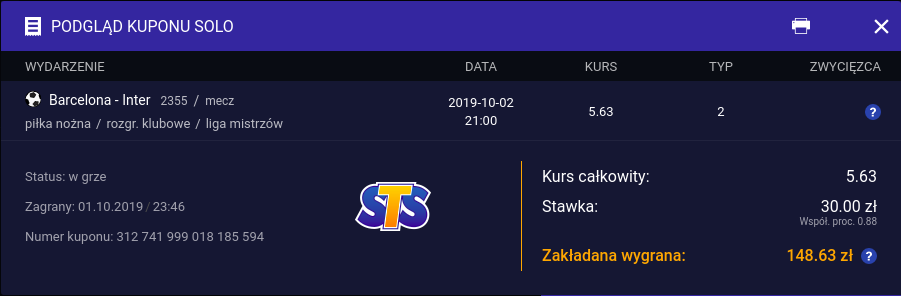 PODGLĄD KUPONU SOLO
WYDARZENIE DATA KURS TYP ZWYCIĘZCA
Barcelona - Inter 2355 / mecz
piłka nożna / rozgr. klubowe / liga mistrzów
2019-10-02
21:00
5.63
2
?
Status: w grze
Zagrany: 01.10.2019 / 23:46
Numer kuponu: 312 741 999 018 185 594
STS
Kurs całkowity: 5.63
Stawka: 30.00 zł
Współ. proc. 0.88
Zakładana wygrana: 148.63 zł ?